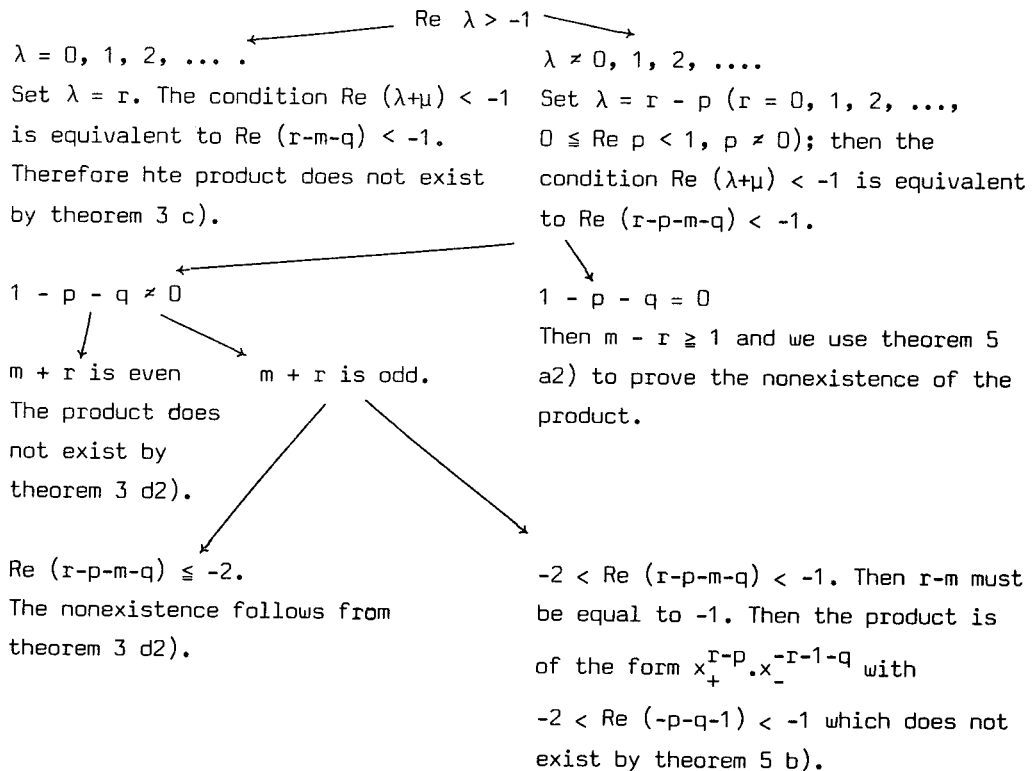 Re λ > -1
λ = 0, 1, 2, ... .
Set λ = r. The condition Re (λ+μ) < -1
is equivalent to Re (r-m-q) < -1.
Therefore hte product does not exist
by theorem 3 c).
λ ≠ 0, 1, 2, ....
Set λ = r - p (r = 0, 1, 2, ...,
0 ≦ Re p < 1, p ≠ 0); then the
condition Re (λ+μ) < -1 is equivalent
to Re (r-p-m-q) < -1.
1 - p - q ≠ 0
1 - p - q = 0
Then m - r ≧ 1 and we use theorem 5
a2) to prove the nonexistence of the
product.
m + r is even
The product does
not exist by
theorem 3 d2).
m + r is odd.
Re (r-p-m-q) ≦ -2.
The nonexistence follows from
theorem 3 d2).
-2 < Re (r-p-m-q) < -1. Then r-m must
be equal to -1. Then the product is
of the form x_+^{r-p}.x_-^{-r-1-q} with
-2 < Re (-p-q-1) < -1 which does not
exist by theorem 5 b).